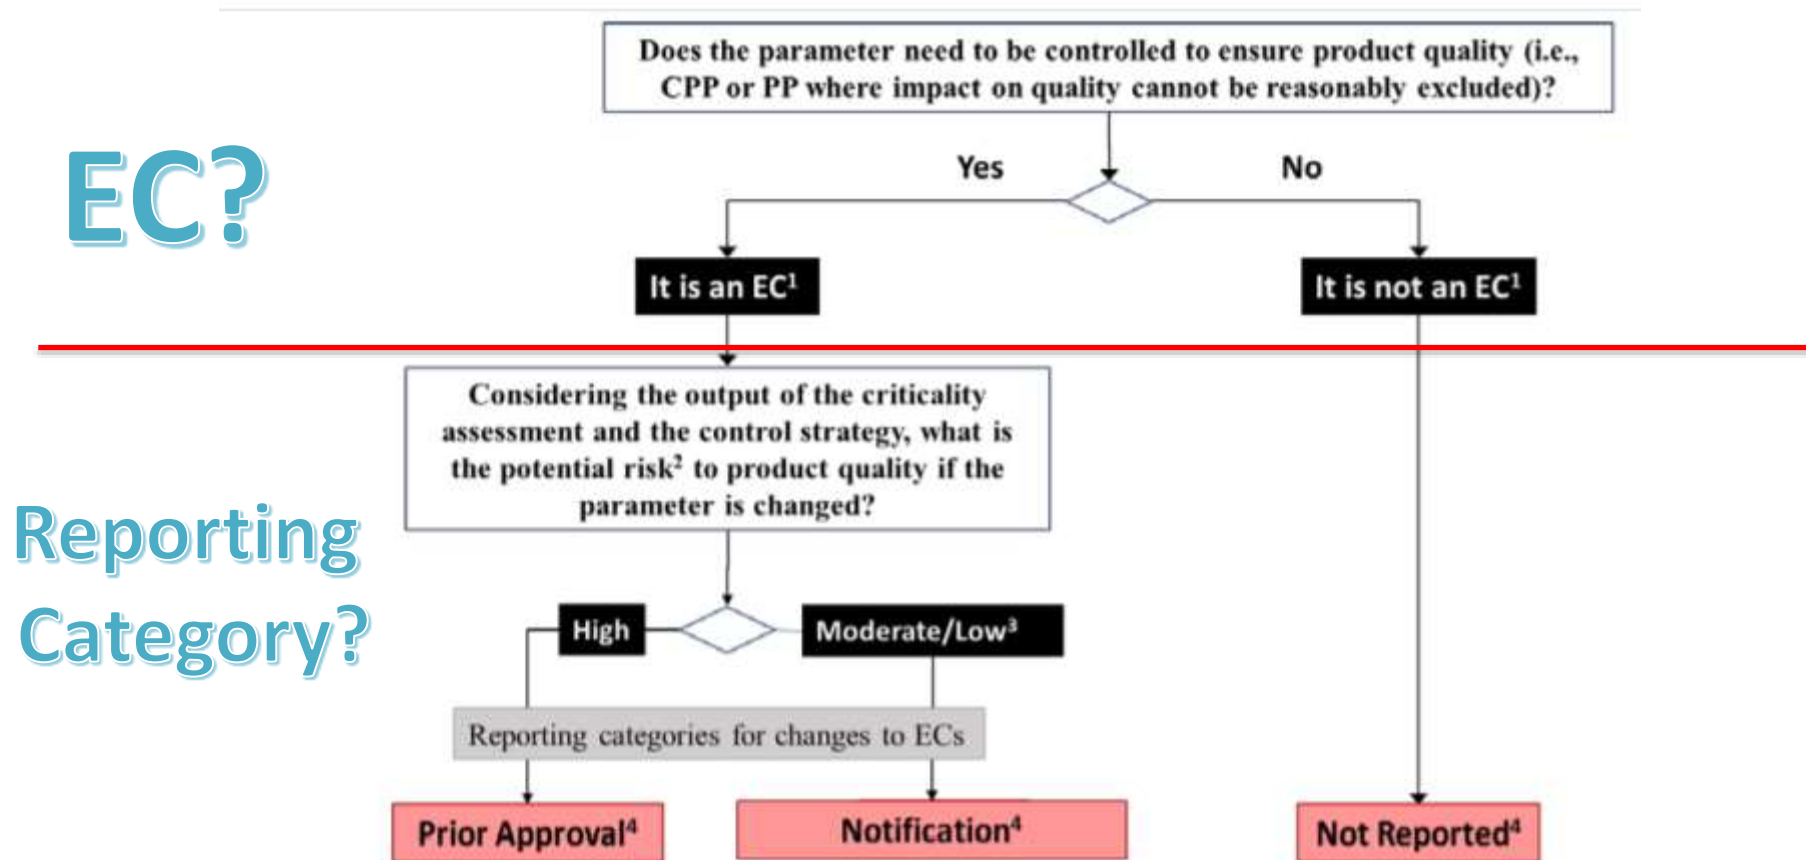 Does the parameter need to be controlled to ensure product quality (i.e.,
CPP or PP where impact on quality cannot be reasonably excluded)?
EC?
Yes
No
It is an EC¹
It is not an EC¹
Considering the output of the criticality
assessment and the control strategy, what is
the potential risk² to product quality if the
parameter is changed?
Reporting
Category?
High
Moderate/Low³
Reporting categories for changes to ECs
Prior Approval⁴
Notification⁴
Not Reported⁴